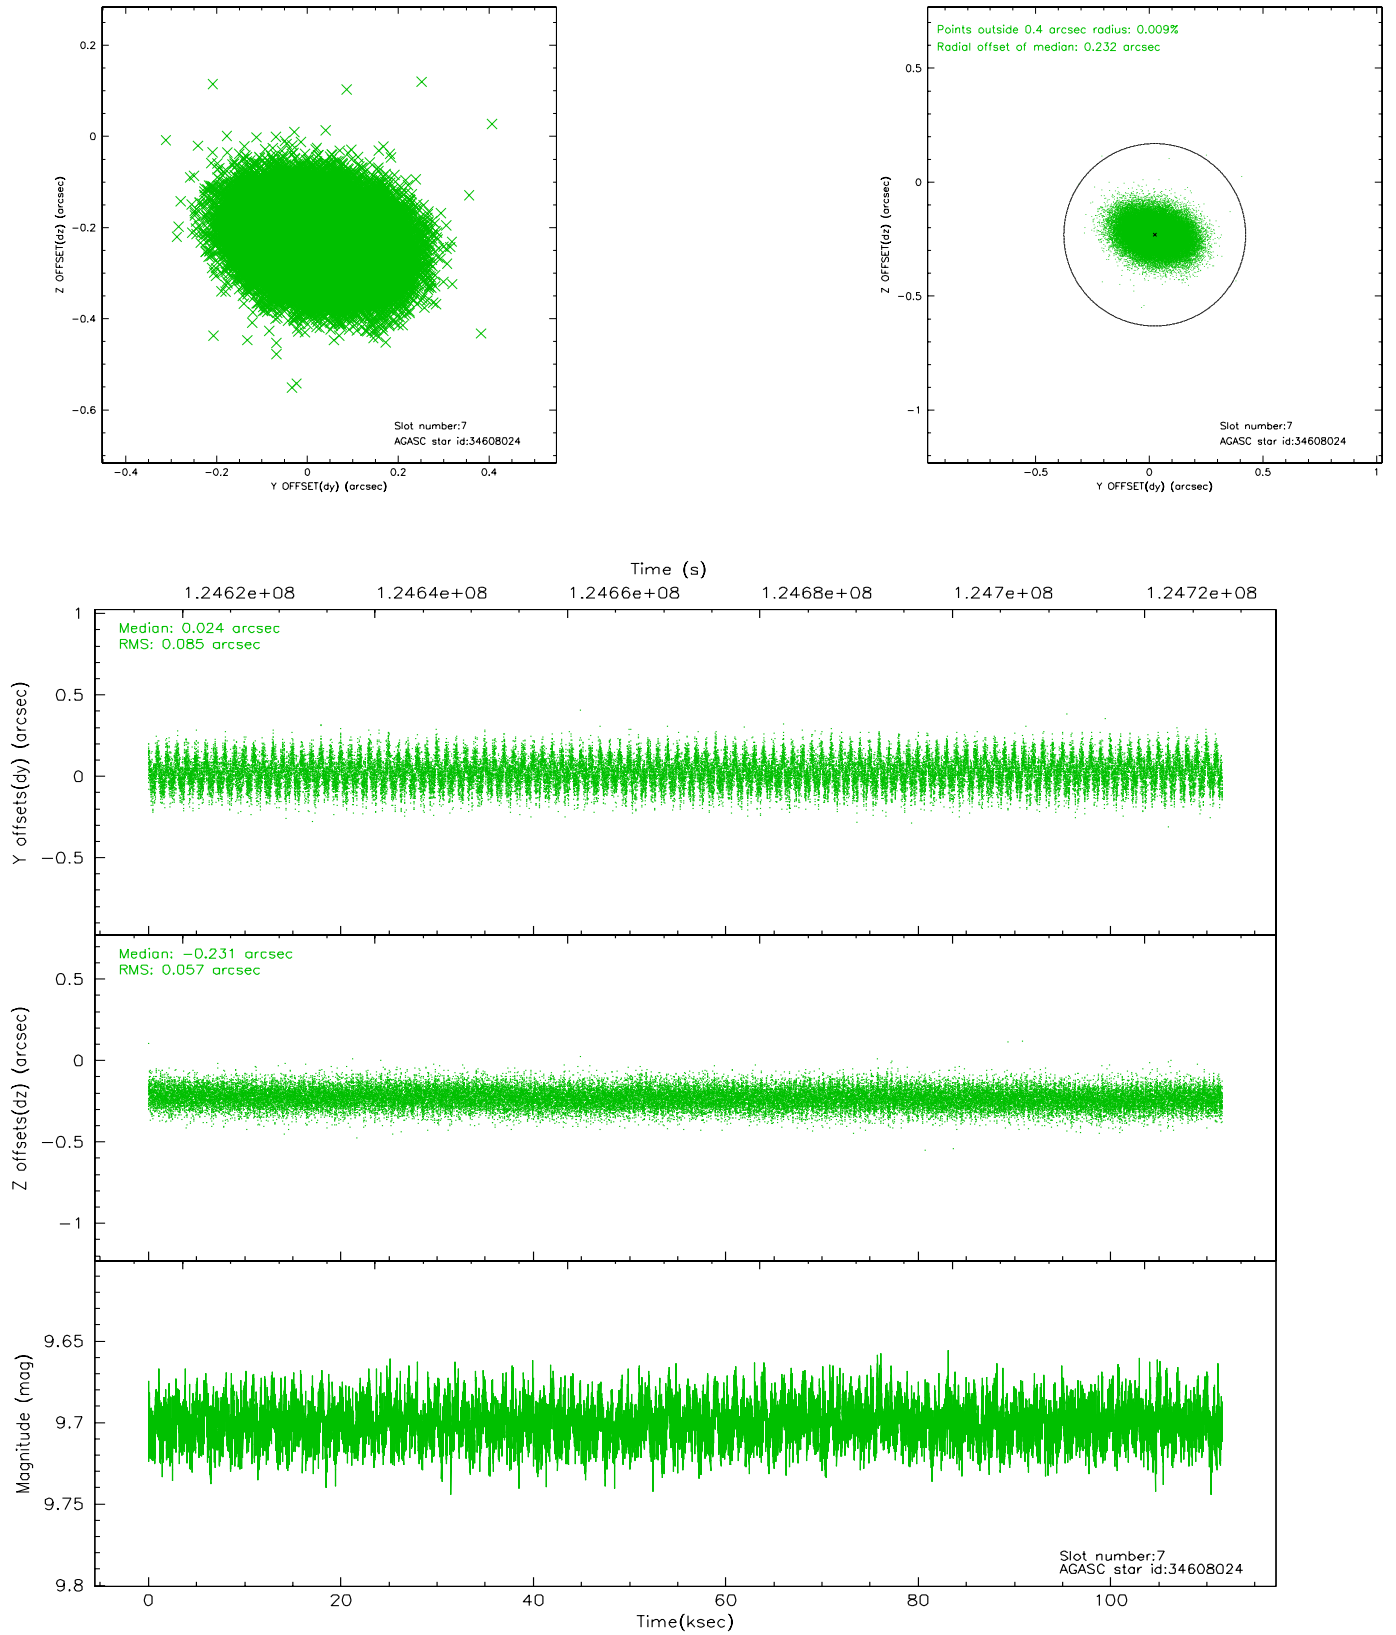 0.2
0
−0.2
−0.4
−0.6
Z OFFSET(dz) (arcsec)
Slot number:7
AGASC star id:34608024
−0.4 −0.2 0 0.2 0.4
Y OFFSET(dy) (arcsec)
Points outside 0.4 arcsec radius: 0.009%
Radial offset of median: 0.232 arcsec
0.5
0
−0.5
−1
Z OFFSET(dz) (arcsec)
Slot number:7
AGASC star id:34608024
−0.5 0 0.5 1
Y OFFSET(dy) (arcsec)
Time (s)
1.2462e+08 1.2464e+08 1.2466e+08 1.2468e+08 1.247e+08 1.2472e+08
Median: 0.024 arcsec
RMS: 0.085 arcsec
1
0.5
0
−0.5
Y offsets(dy) (arcsec)
Median: −0.231 arcsec
RMS: 0.057 arcsec
0.5
0
−0.5
−1
Z offsets(dz) (arcsec)
9.65
9.7
9.75
9.8
Magnitude (mag)
Slot number:7
AGASC star id:34608024
0 20 40 60 80 100
Time(ksec)